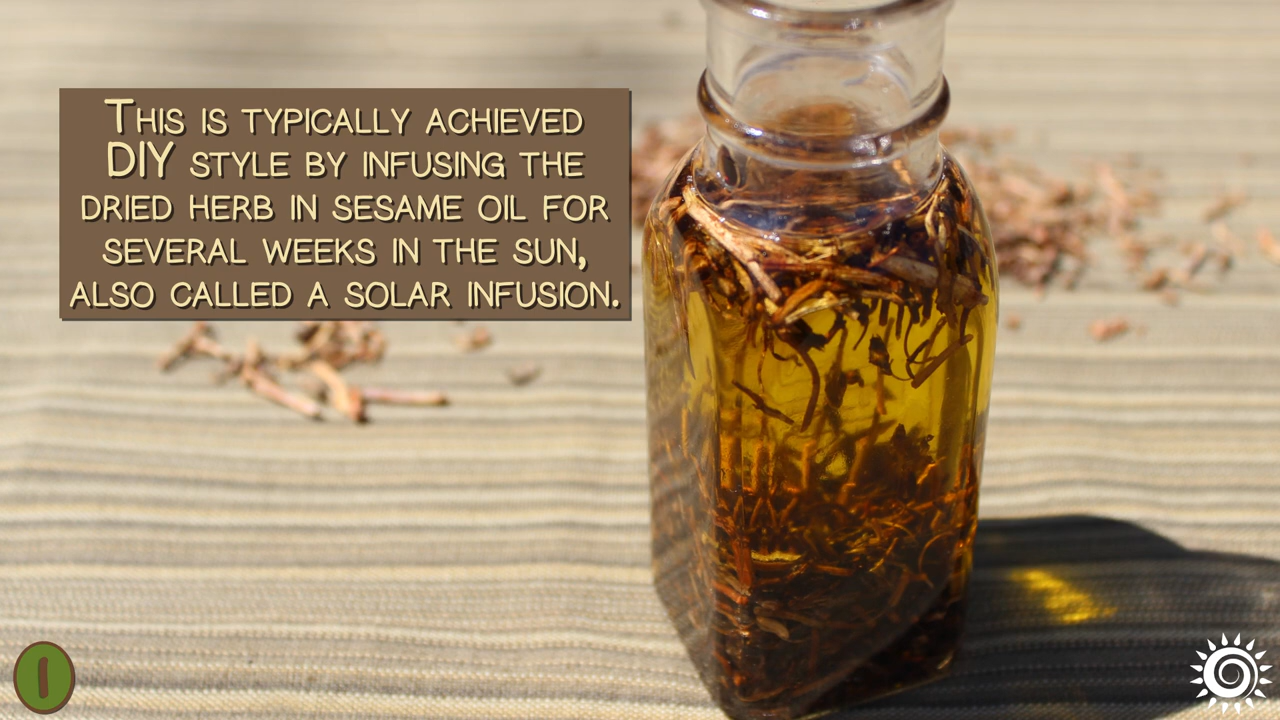 This is typically achieved
DIY style by infusing the
dried herb in sesame oil for
several weeks in the sun,
also called a solar infusion.